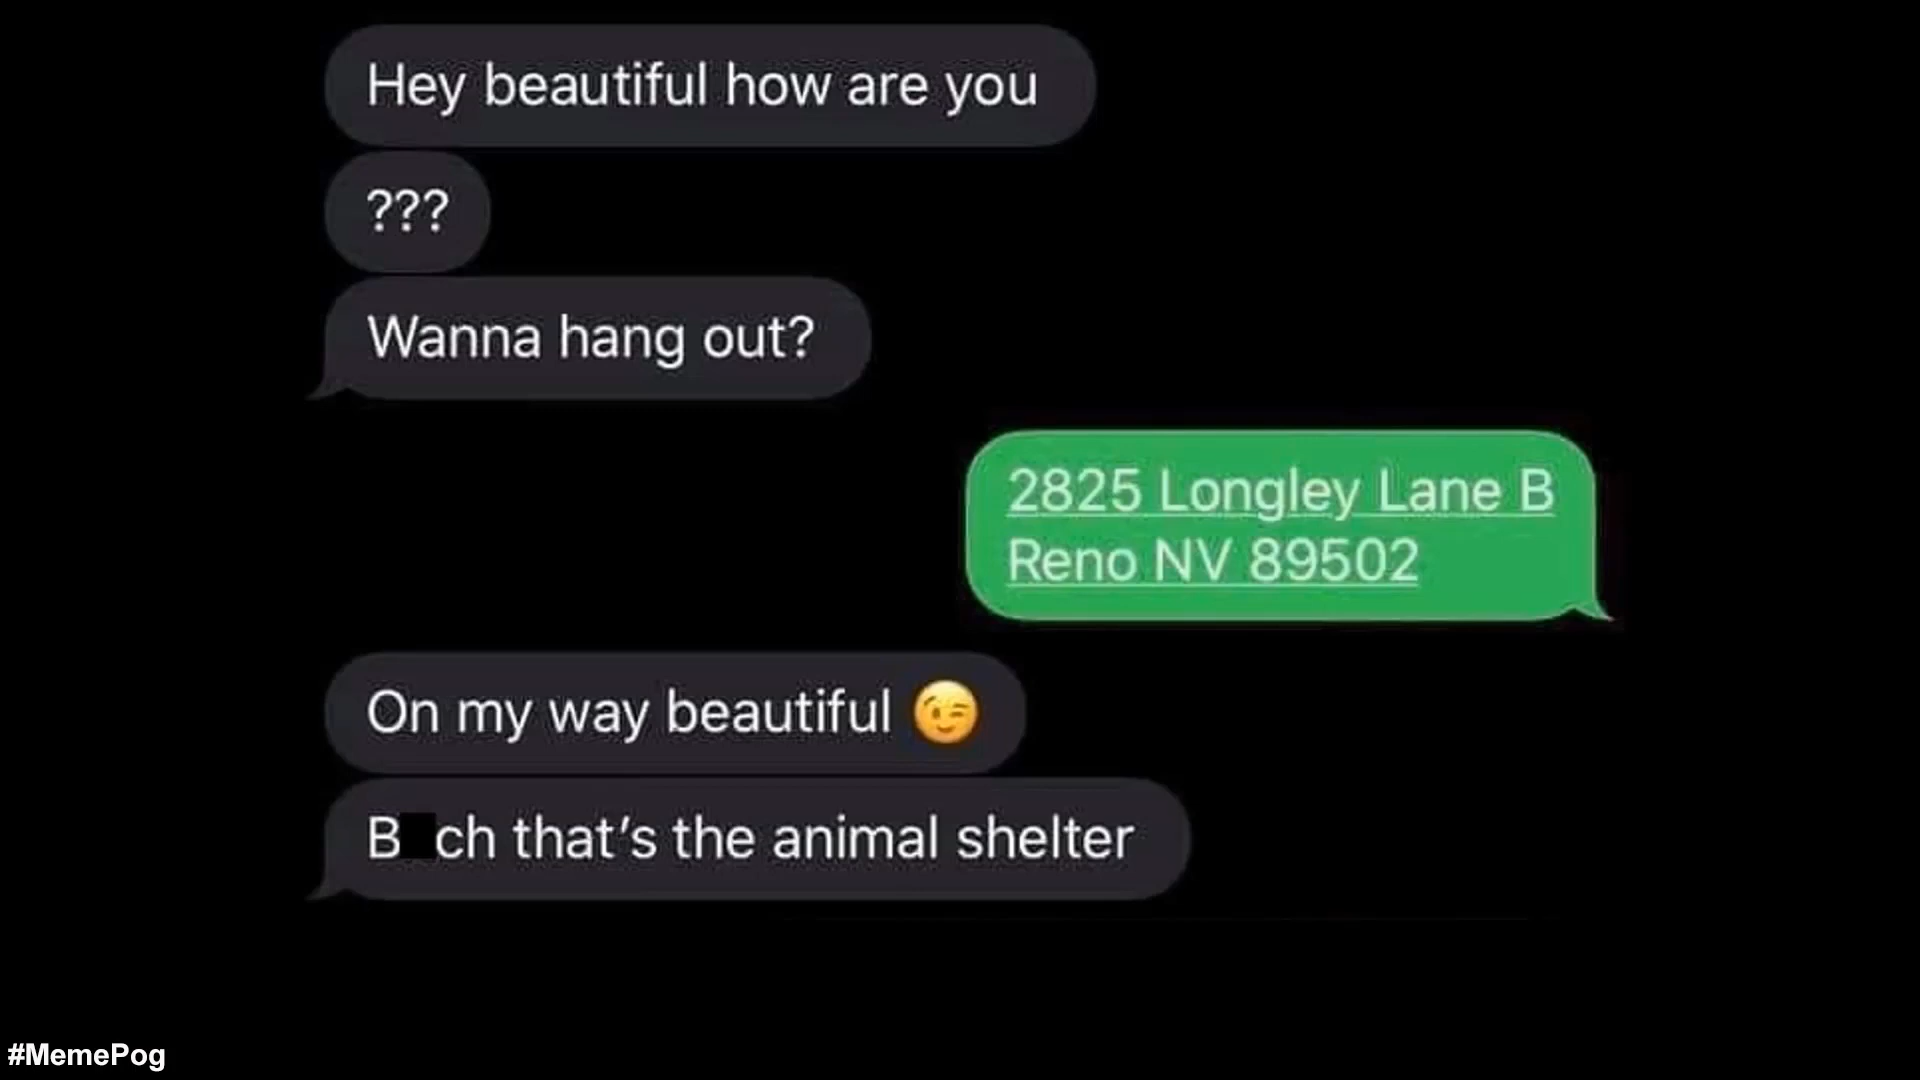 Hey beautiful how are you
???
Wanna hang out?
2825 Longley Lane B
Reno NV 89502
On my way beautiful 😉
B ch that's the animal shelter
#MemePog